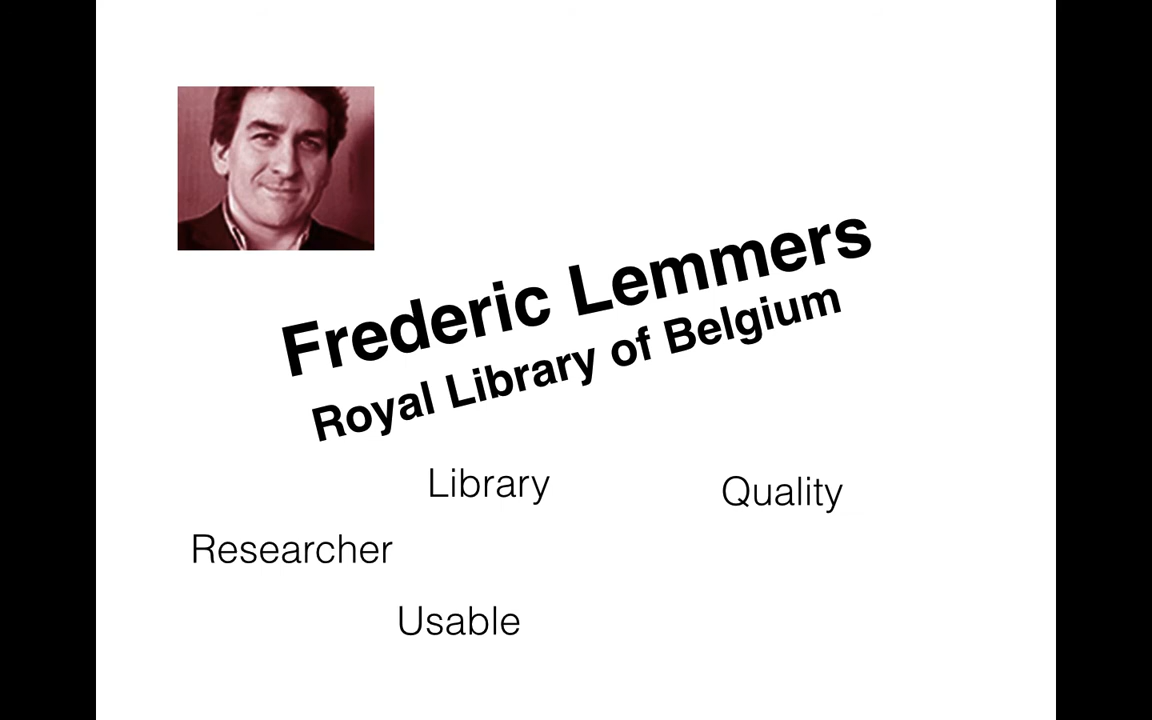 Frederic Lemmers
Royal Library of Belgium
Library
Quality
Researcher
Usable